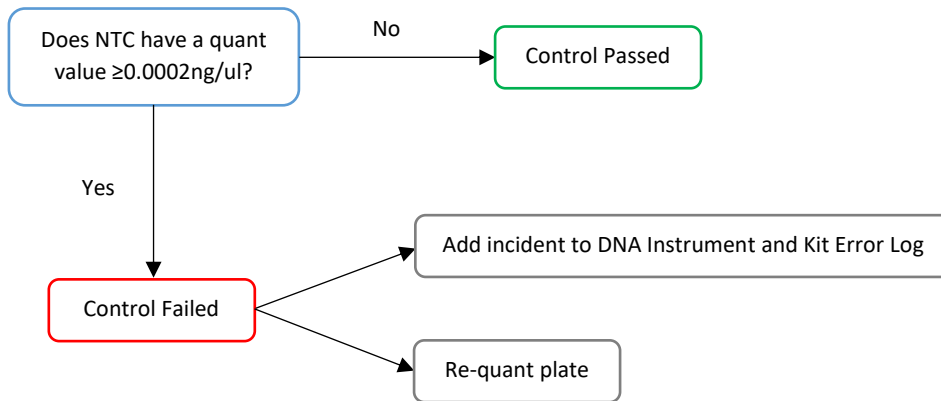 Does NTC have a quant
value ≥0.0002ng/ul?
No
Control Passed
Yes
Add incident to DNA Instrument and Kit Error Log
Control Failed
Re-quant plate